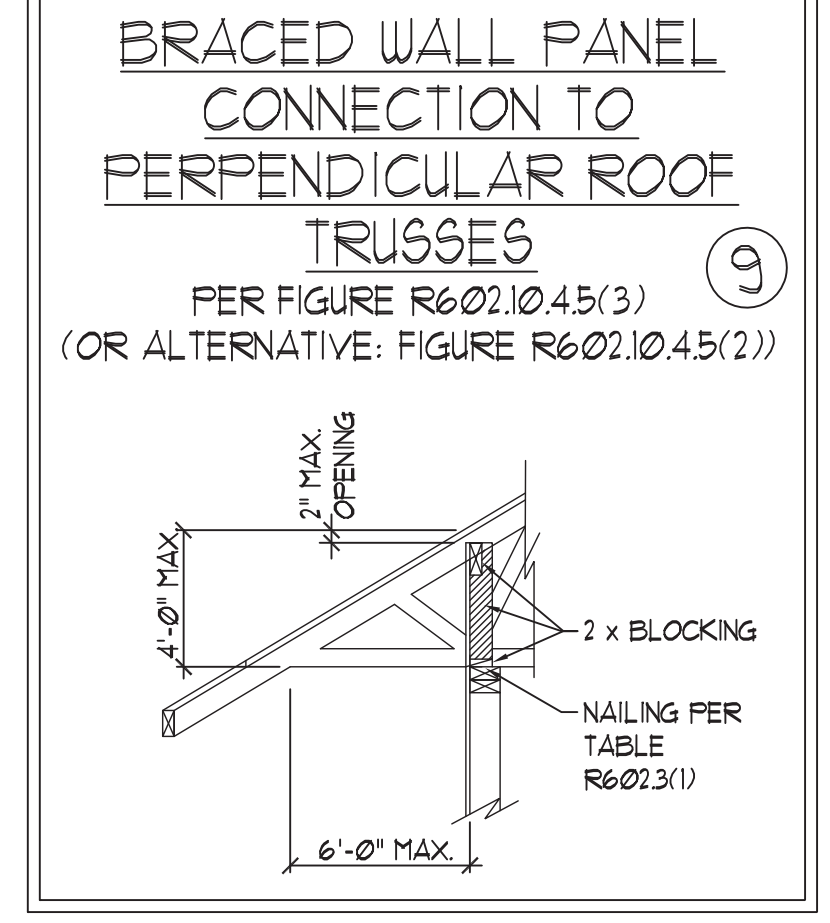 BRACED WALL PANEL
CONNECTION TO
PERPENDICULAR ROOF
TRUSSES
9
PER FIGURE R602.10.4.5(3)
(OR ALTERNATIVE: FIGURE R602.10.4.5(2))
2" MAX.
OPENING
4'-0" MAX
2 x BLOCKING
NAILING PER
TABLE
R602.3(1)
6'-0" MAX.